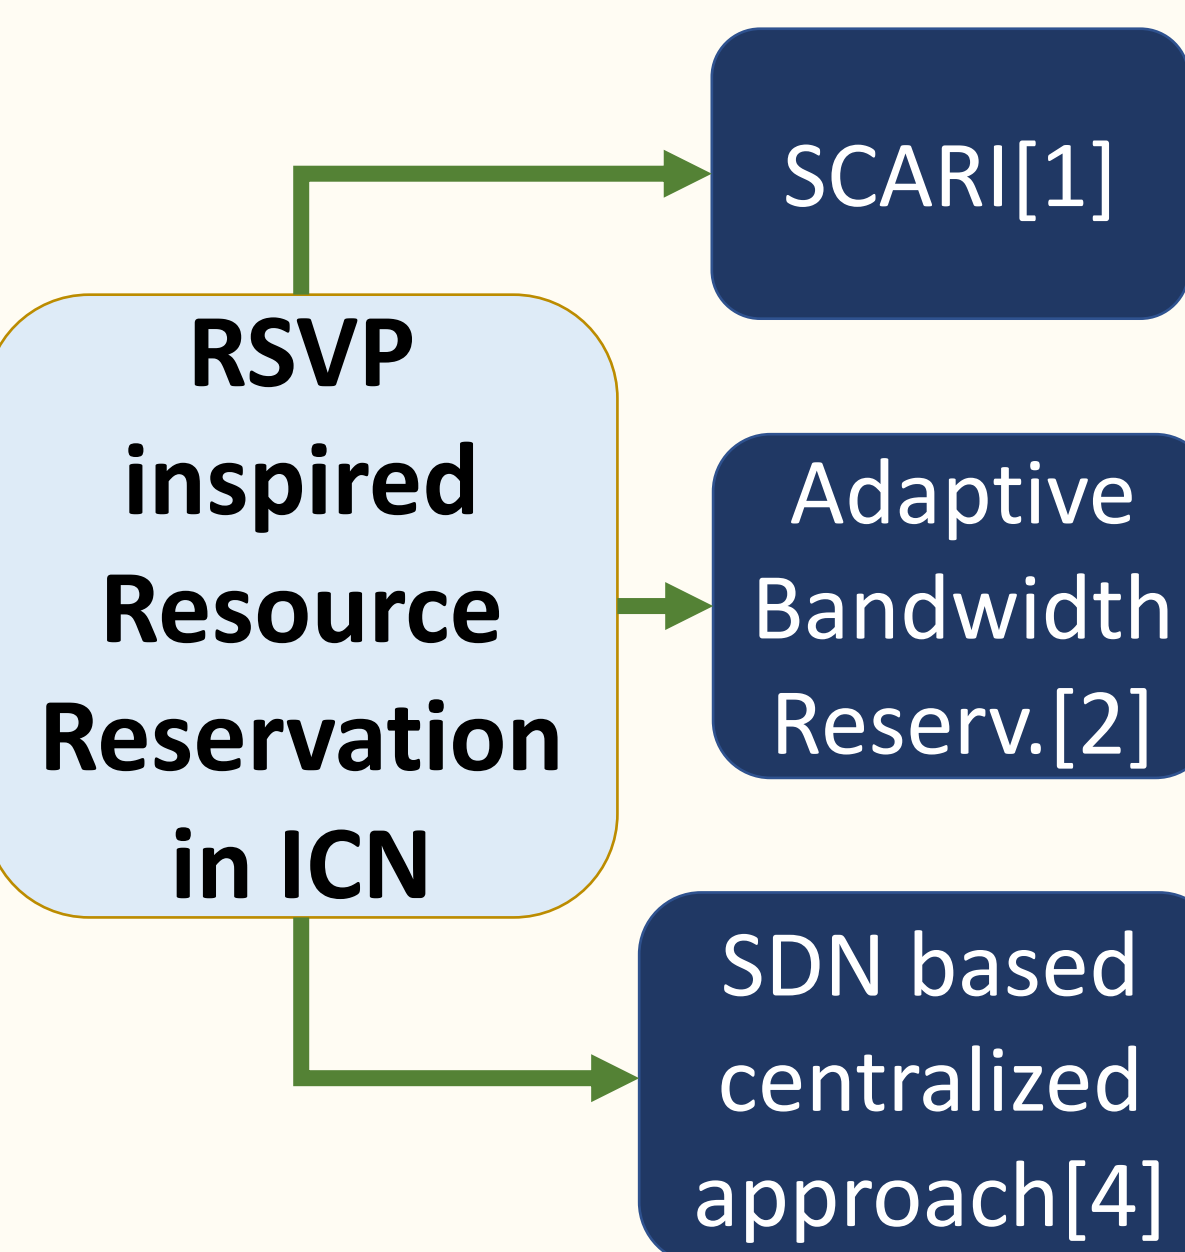 SCARI[1]
RSVP
inspired
Resource
Reservation
in ICN
Adaptive
Bandwidth
Reserv.[2]
SDN based
centralized
approach[4]